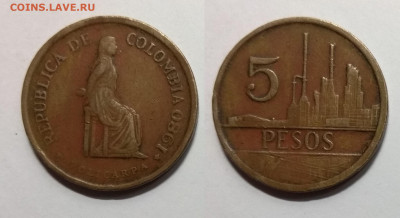 COINS.LAVE.RU
REPUBLICA DE COLOMBIA 1980
5
PESOS